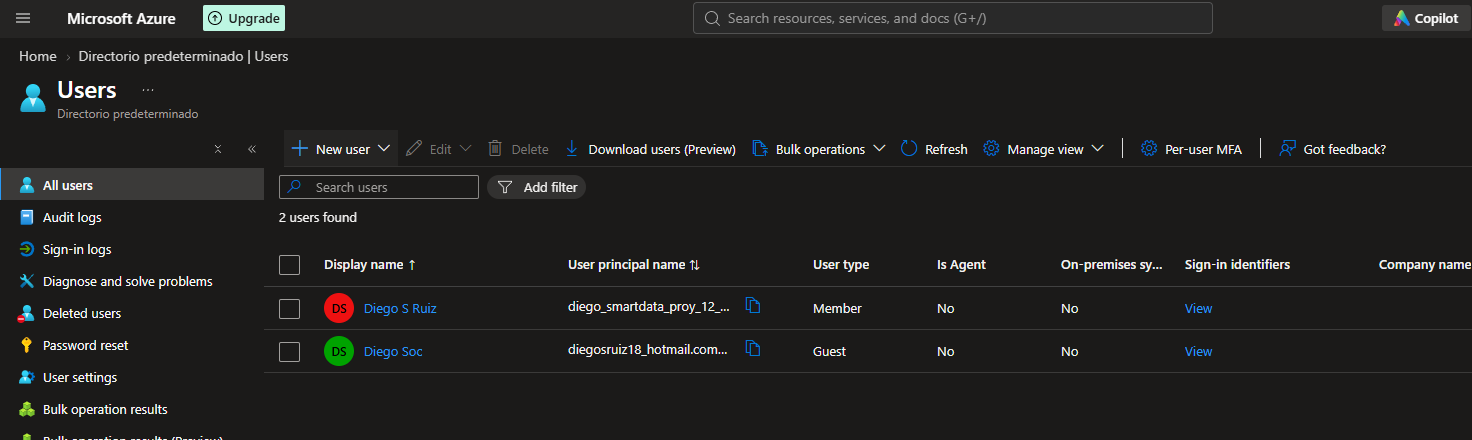 Microsoft Azure
Upgrade
Search resources, services, and docs (G+/)
Copilot
Home > Directorio predeterminado | Users
Users ...
Directorio predeterminado
New user
Edit
Delete
Download users (Preview)
Bulk operations
Refresh
Manage view
Per-user MFA
Got feedback?
All users
Audit logs
Sign-in logs
Diagnose and solve problems
Deleted users
Password reset
User settings
Bulk operation results
Bulk operation results (Preview)
Search users
Add filter
2 users found
Display name ↑ User principal name ↑↓ User type Is Agent On-premises sy... Sign-in identifiers Company name
DS Diego S Ruiz diego_smartdata_proy_12_... Member No No View
DS Diego Soc diegosruiz18_hotmail.com... Guest No No View